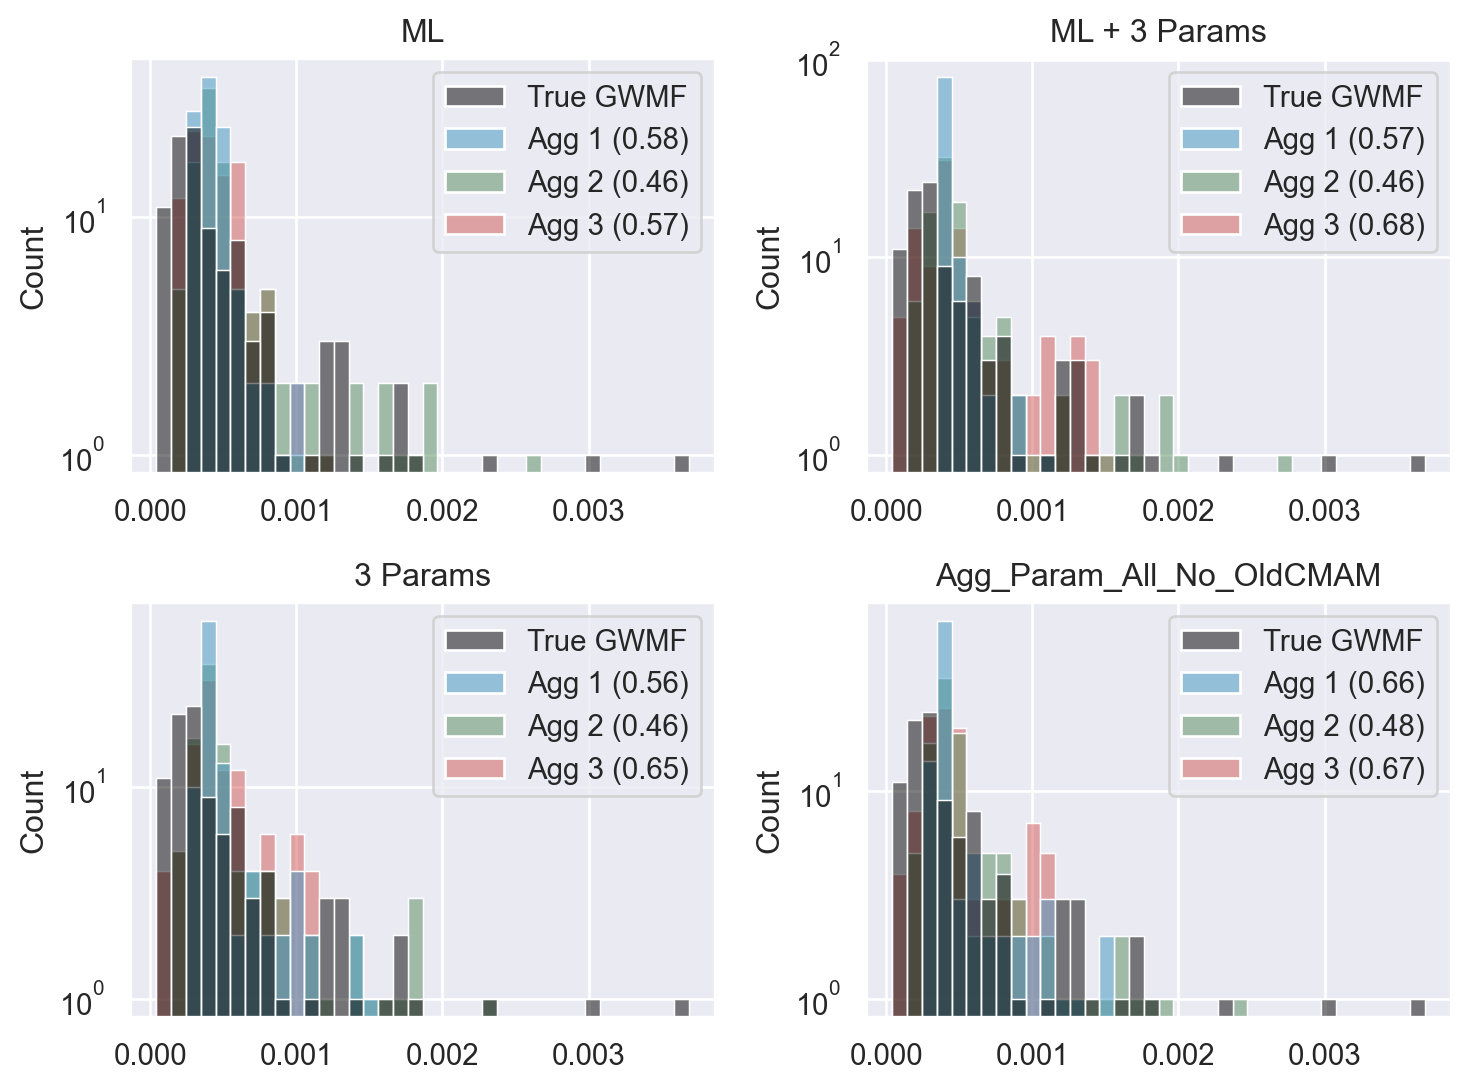 ML
Count
10^1
10^0
0.000 0.001 0.002 0.003
True GWMF
Agg 1 (0.58)
Agg 2 (0.46)
Agg 3 (0.57)
ML + 3 Params
Count
10^2
10^1
10^0
0.000 0.001 0.002 0.003
True GWMF
Agg 1 (0.57)
Agg 2 (0.46)
Agg 3 (0.68)
3 Params
Count
10^1
10^0
0.000 0.001 0.002 0.003
True GWMF
Agg 1 (0.56)
Agg 2 (0.46)
Agg 3 (0.65)
Agg_Param_All_No_OldCMAM
Count
10^1
10^0
0.000 0.001 0.002 0.003
True GWMF
Agg 1 (0.66)
Agg 2 (0.48)
Agg 3 (0.67)